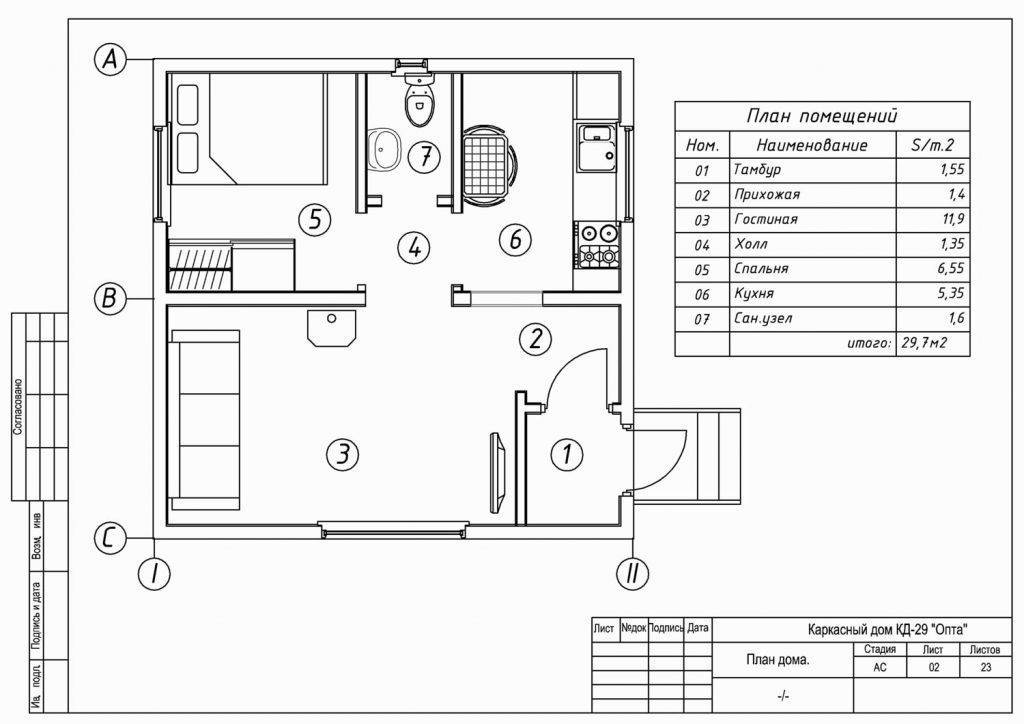 A
B
C
I
II
7
5
4
6
2
3
1
План помещений
Ном. Наименование S/m.2
01 Тамбур 1,55
02 Прихожая 1,4
03 Гостиная 11,9
04 Холл 1,35
05 Спальня 6,55
06 Кухня 5,35
07 Сан.узел 1,6
итого: 29,7м2
Согласовано
Возм. инв
Подпись и дата
Ив. подл.
Лист №док Подпись Дата
Каркасный дом КД-29 "Опта"
План дома.
Стадия Лист Листов
АС 02 23
-/-